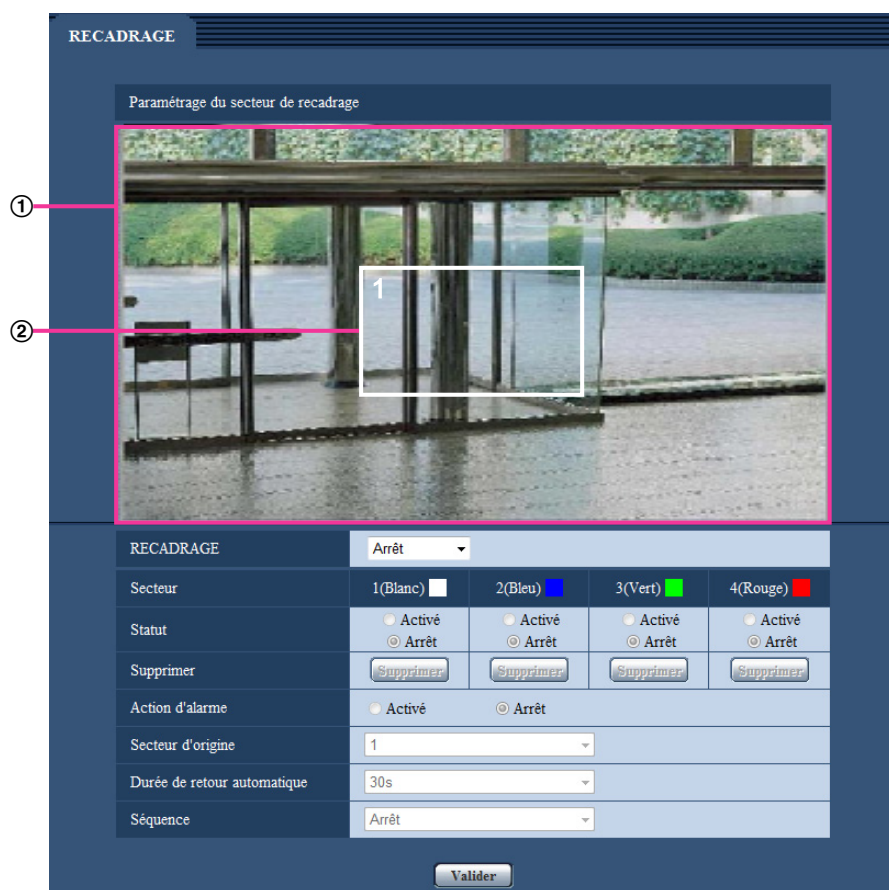 RECADRAGE
Paramétrage du secteur de recadrage
①
1
②
RECADRAGE Arrêt
Secteur 1(Blanc) 2(Bleu) 3(Vert) 4(Rouge)
Statut Activé Activé Activé Activé
Arrêt Arrêt Arrêt Arrêt
Supprimer Supprimer Supprimer Supprimer Supprimer
Action d'alarme Activé Arrêt
Secteur d'origine 1
Durée de retour automatique 30s
Séquence Arrêt
Valider